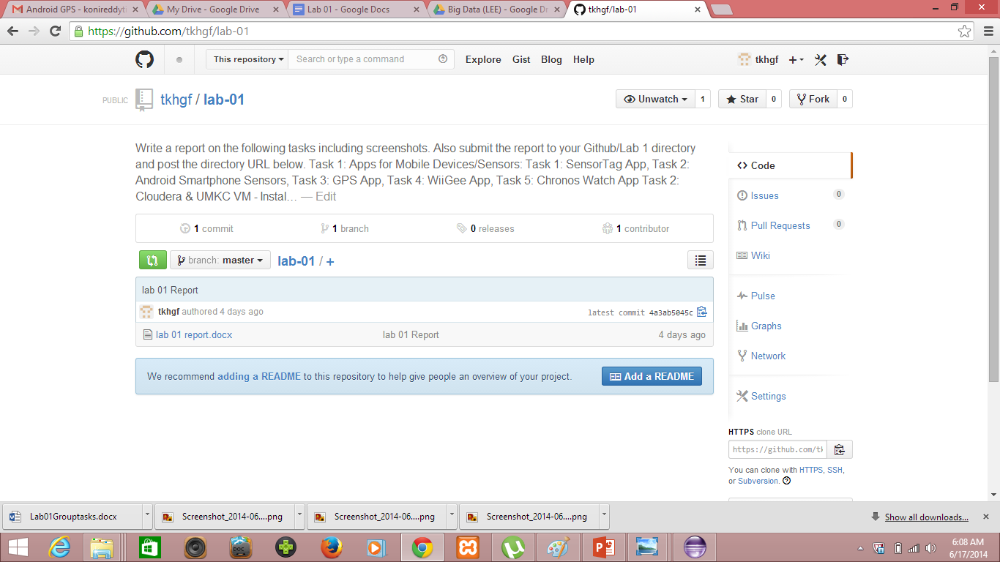 Android GPS - konireddyti
My Drive - Google Drive
Lab 01 - Google Docs
Big Data (LEE) - Google Dr
tkhgf/lab-01
https://github.com/tkhgf/lab-01
This repository
Search or type a command
Explore
Gist
Blog
Help
tkhgf
PUBLIC
tkhgf / lab-01
Unwatch
1
Star
0
Fork
0
Write a report on the following tasks including screenshots. Also submit the report to your Github/Lab 1 directory
and post the directory URL below. Task 1: Apps for Mobile Devices/Sensors: Task 1: SensorTag App, Task 2:
Android Smartphone Sensors, Task 3: GPS App, Task 4: WiiGee App, Task 5: Chronos Watch App Task 2:
Cloudera & UMKC VM - Instal… — Edit
1 commit
1 branch
0 releases
1 contributor
branch: master
lab-01 / +
lab 01 Report
tkhgf authored 4 days ago
latest commit 4a3ab5045c
lab 01 report.docx
lab 01 Report
4 days ago
We recommend adding a README to this repository to help give people an overview of your project.
Add a README
Code
Issues
0
Pull Requests
0
Wiki
Pulse
Graphs
Network
Settings
HTTPS clone URL
https://github.com/tk
You can clone with HTTPS, SSH,
or Subversion.
Lab01Grouptasks.docx
Screenshot_2014-06....png
Screenshot_2014-06....png
Screenshot_2014-06....png
Show all downloads...
6:08 AM
6/17/2014